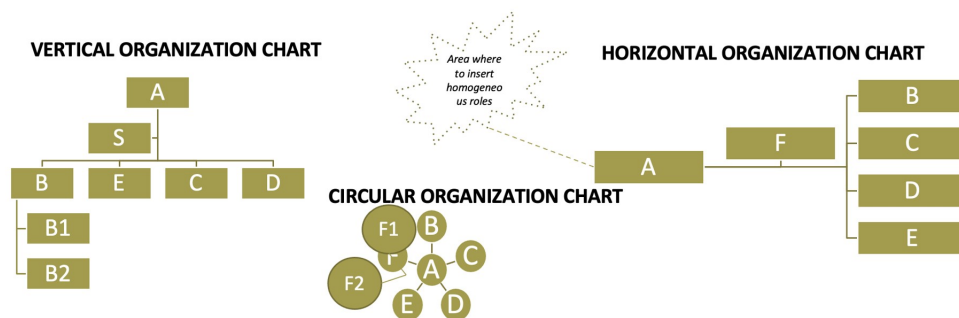 VERTICAL ORGANIZATION CHART
A
S
B E C D
B1
B2
Area where
to insert
homogeneo
us roles
HORIZONTAL ORGANIZATION CHART
A
F
B
C
D
E
CIRCULAR ORGANIZATION CHART
F1
B
F
A
C
F2
E
D